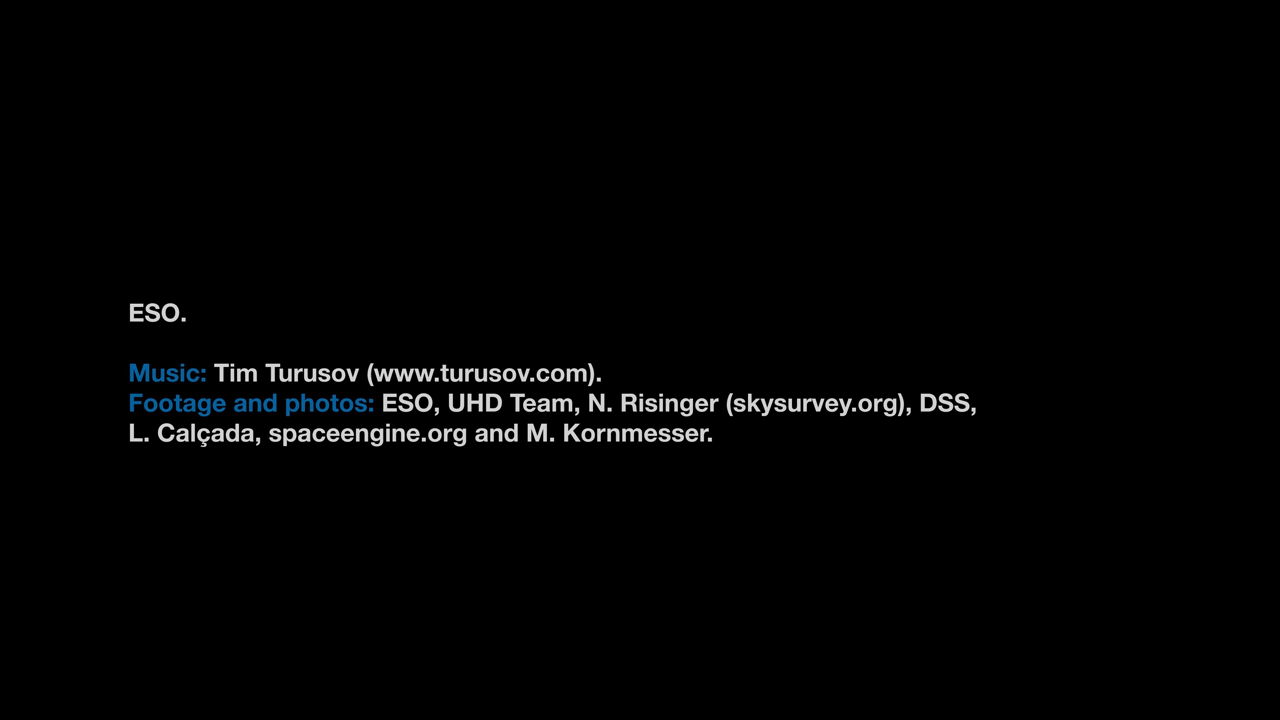 ESO.
Music: Tim Turusov (www.turusov.com).
Footage and photos: ESO, UHD Team, N. Risinger (skysurvey.org), DSS,
L. Calçada, spaceengine.org and M. Kornmesser.